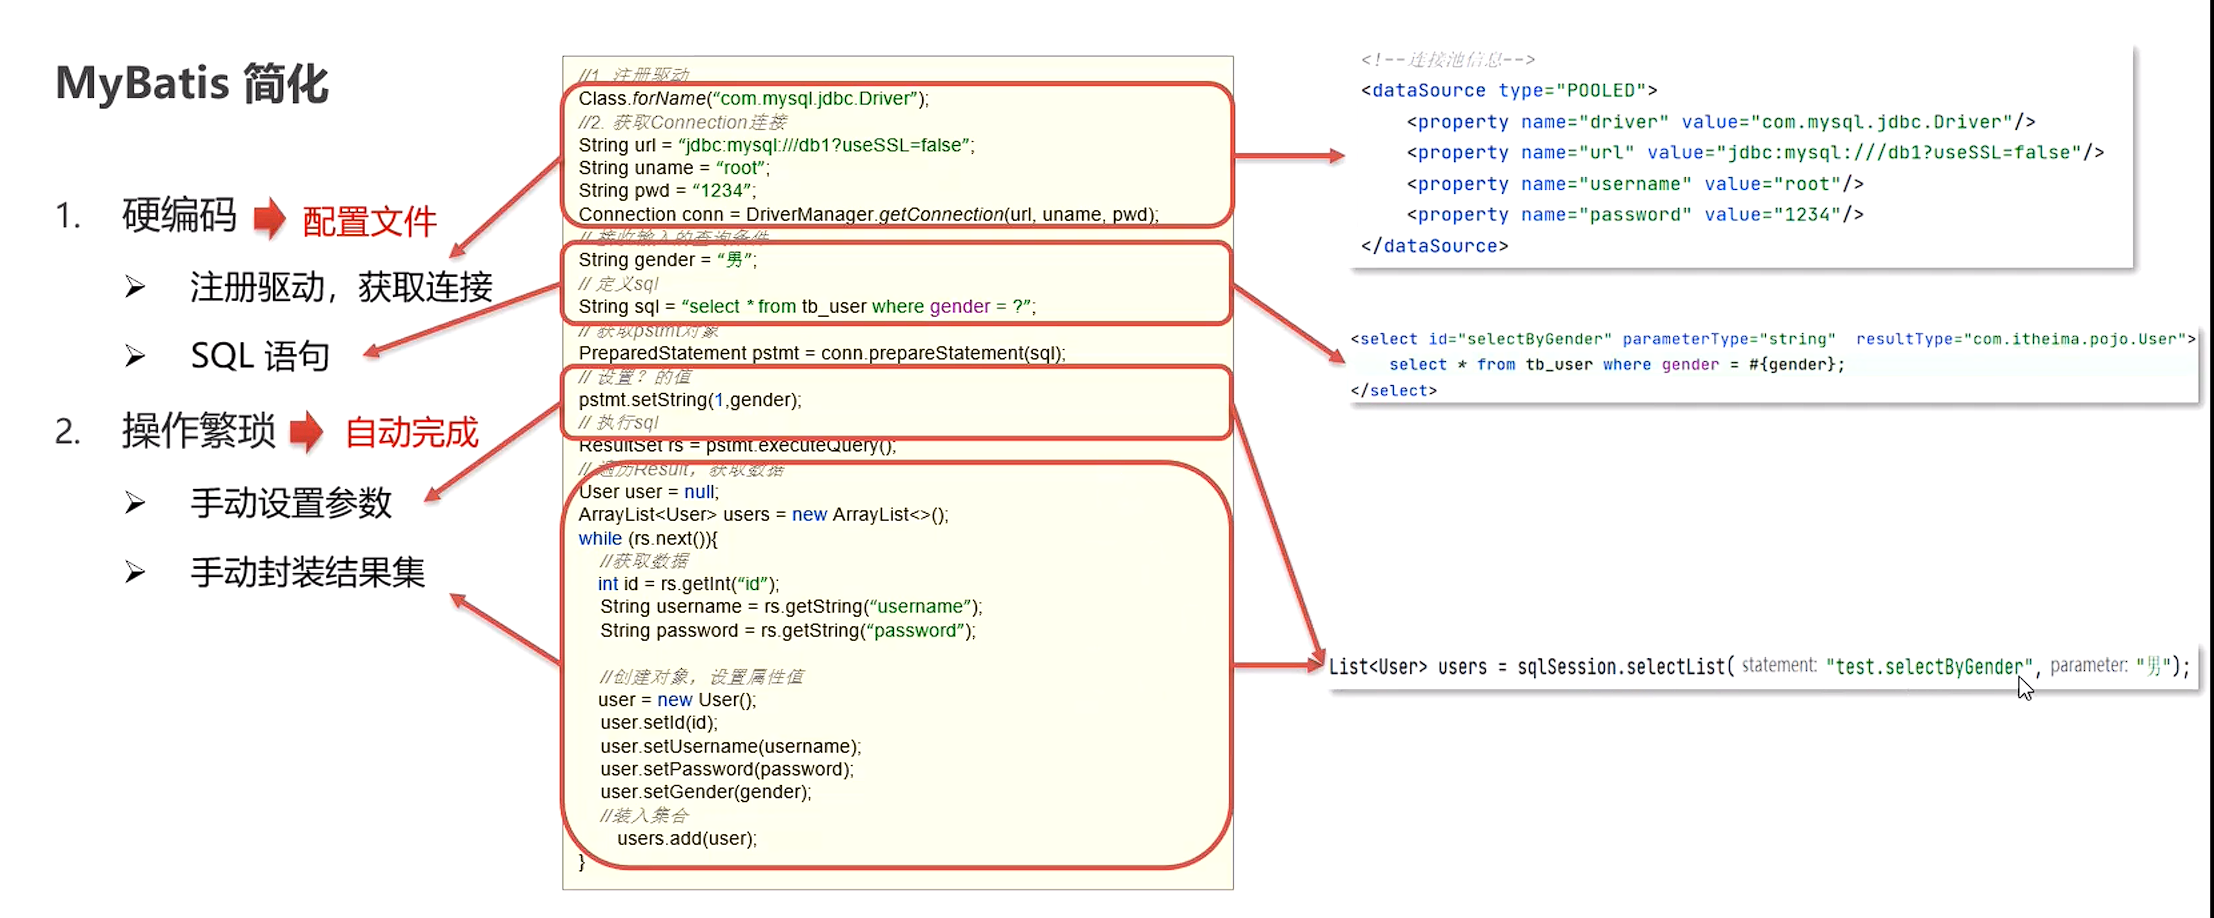 MyBatis 简化
1. 硬编码 配置文件
注册驱动，获取连接
SQL 语句
2. 操作繁琐 自动完成
手动设置参数
手动封装结果集
//1. 注册驱动
Class.forName(“com.mysql.jdbc.Driver”);
//2. 获取Connection连接
String url = “jdbc:mysql:///db1?useSSL=false”;
String uname = “root”;
String pwd = “1234”;
Connection conn = DriverManager.getConnection(url, uname, pwd);
// 接收输入的查询条件
String gender = “男”;
// 定义sql
String sql = “select * from tb_user where gender = ?”;
// 获取pstmt对象
PreparedStatement pstmt = conn.prepareStatement(sql);
// 设置？的值
pstmt.setString(1,gender);
// 执行sql
ResultSet rs = pstmt.executeQuery();
// 遍历Result，获取数据
User user = null;
ArrayList<User> users = new ArrayList<>();
while (rs.next()){
//获取数据
int id = rs.getInt(“id”);
String username = rs.getString(“username”);
String password = rs.getString(“password”);
//创建对象，设置属性值
user = new User();
user.setId(id);
user.setUsername(username);
user.setPassword(password);
user.setGender(gender);
//装入集合
users.add(user);
}
<!--连接池信息-->
<dataSource type="POOLED">
<property name="driver" value="com.mysql.jdbc.Driver"/>
<property name="url" value="jdbc:mysql:///db1?useSSL=false"/>
<property name="username" value="root"/>
<property name="password" value="1234"/>
</dataSource>
<select id="selectByGender" parameterType="string" resultType="com.itheima.pojo.User">
select * from tb_user where gender = #{gender};
</select>
List<User> users = sqlSession.selectList( statement: "test.selectByGender", parameter: "男");